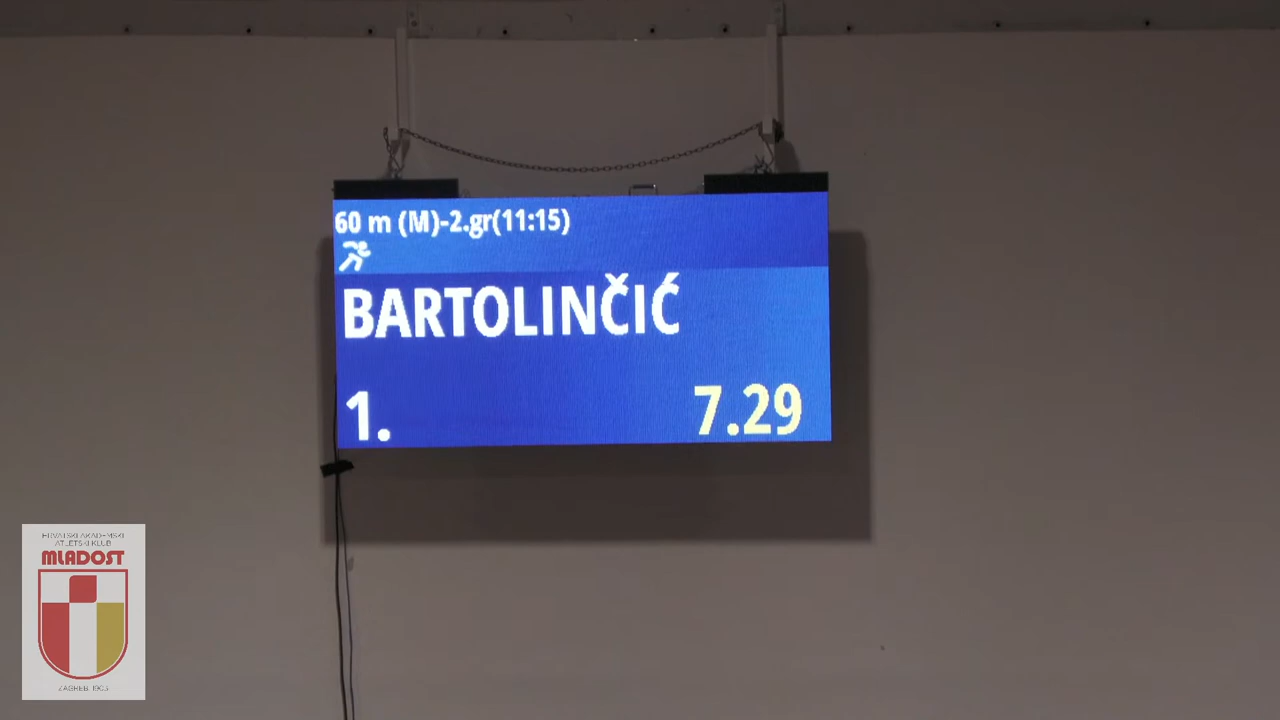 60 m (M)-2.gr(11:15)
BARTOLINČIĆ
1. 7.29
HRVATSKI AKADEMSKI
ATLETSKI KLUB
MLADOST
ZAGREB, 1903.